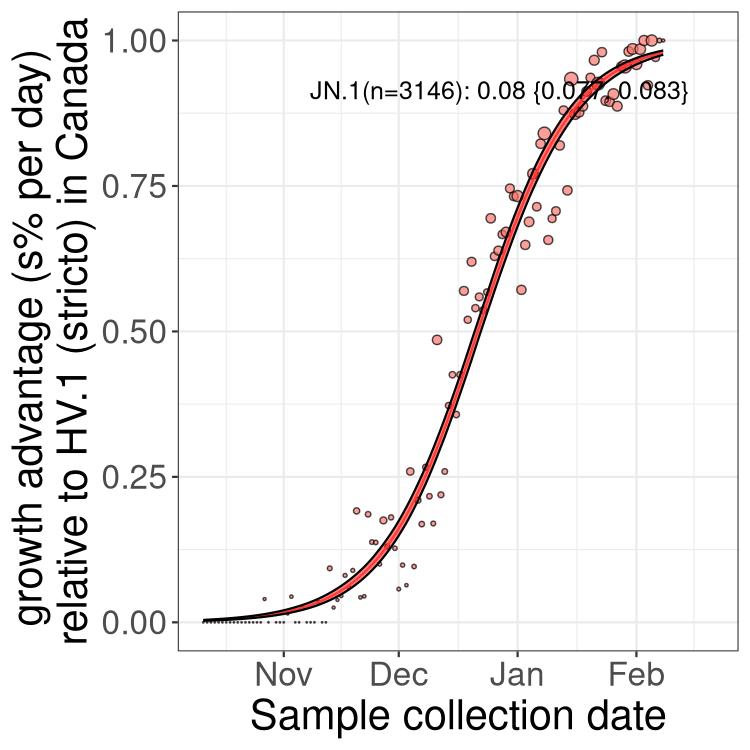 growth advantage (s% per day)
relative to HV.1 (stricto) in Canada
1.00
0.75
0.50
0.25
0.00
JN.1(n=3146): 0.08 {0.077, 0.083}
Nov Dec Jan Feb
Sample collection date